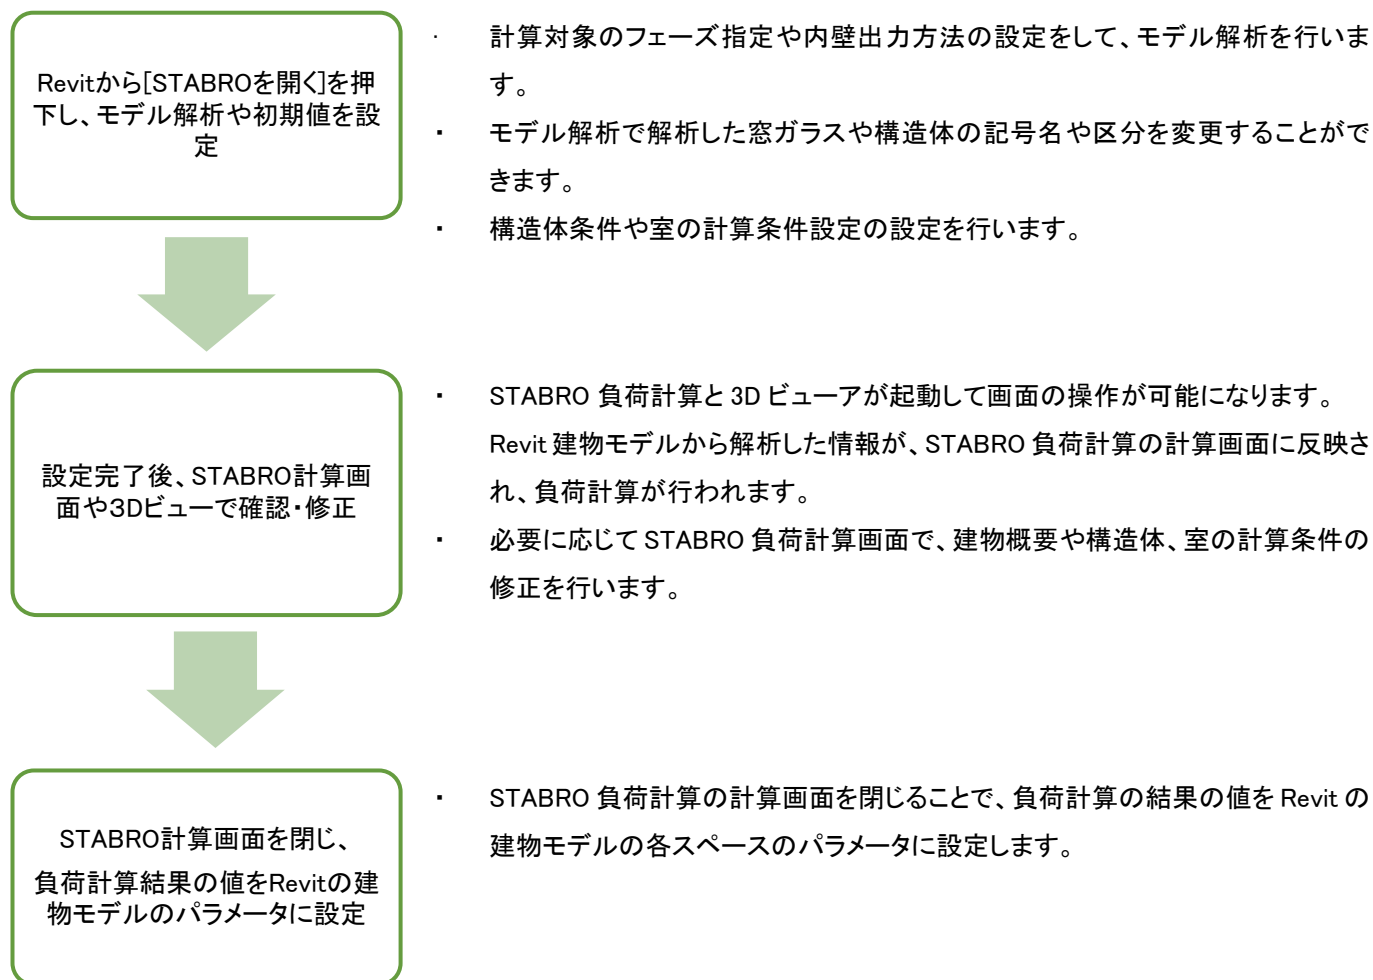 Revitから[STABROを開く]を押
下し、モデル解析や初期値を設
定
・ 計算対象のフェーズ指定や内壁出力方法の設定をして、モデル解析を行いま
す。
・ モデル解析で解析した窓ガラスや構造体の記号名や区分を変更することがで
きます。
・ 構造体条件や室の計算条件設定の設定を行います。
設定完了後、STABRO計算画
面や3Dビューで確認・修正
・ STABRO 負荷計算と 3D ビューアが起動して画面の操作が可能になります。
Revit 建物モデルから解析した情報が、STABRO 負荷計算の計算画面に反映さ
れ、負荷計算が行われます。
・ 必要に応じて STABRO 負荷計算画面で、建物概要や構造体、室の計算条件の
修正を行います。
STABRO計算画面を閉じ、
負荷計算結果の値をRevitの建
物モデルのパラメータに設定
・ STABRO 負荷計算の計算画面を閉じることで、負荷計算の結果の値を Revit の
建物モデルの各スペースのパラメータに設定します。